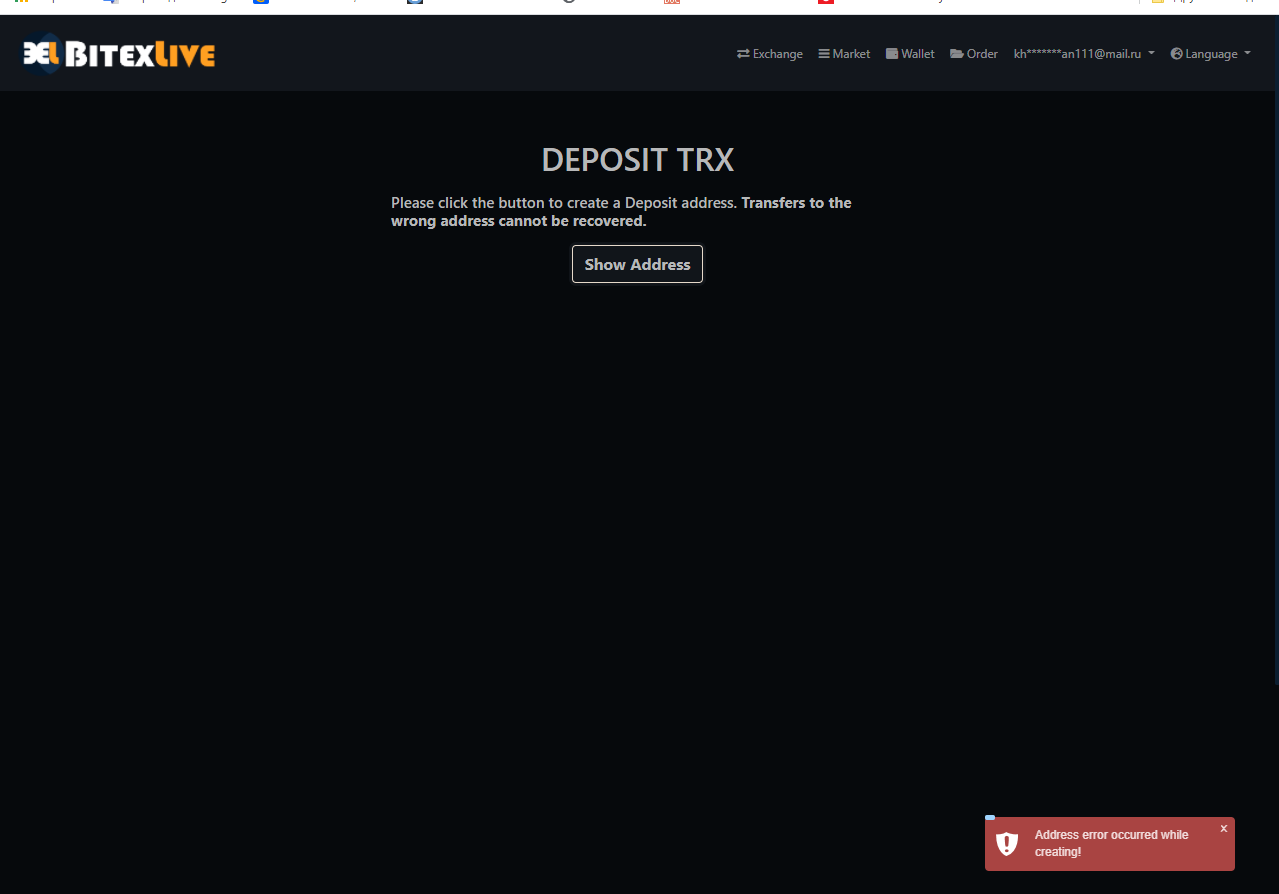 BITEXLIVE
Exchange Market Wallet Order kh*******an111@mail.ru Language
DEPOSIT TRX
Please click the button to create a Deposit address. Transfers to the
wrong address cannot be recovered.
Show Address
Address error occurred while
creating!
x